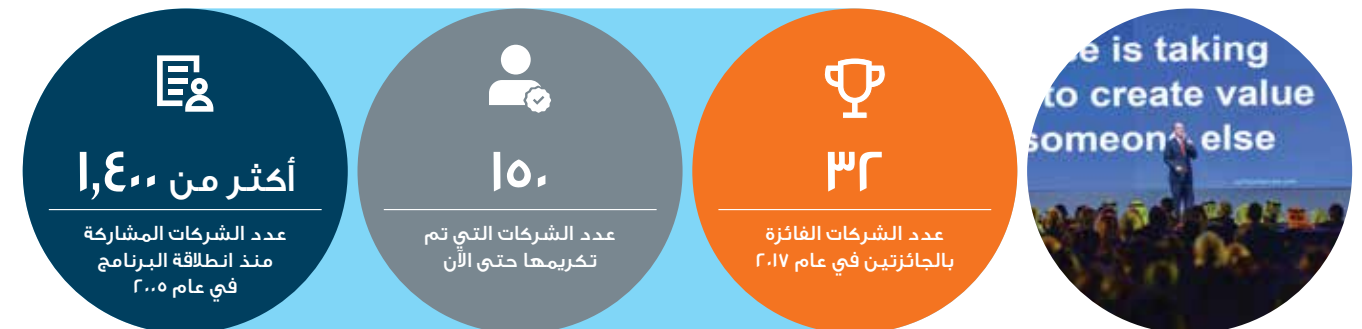 e is taking
to create value
someone else
٣٢
عدد الشركات الفائزة
بالجائزتين في عام ٢٠١٧
١٥٠
عدد الشركات التي تم
تكريمها حتى الآن
أكثر من ١,٤٠٠
عدد الشركات المشاركة
منذ انطلاقة البرنامج
في عام ٢٠٠٥